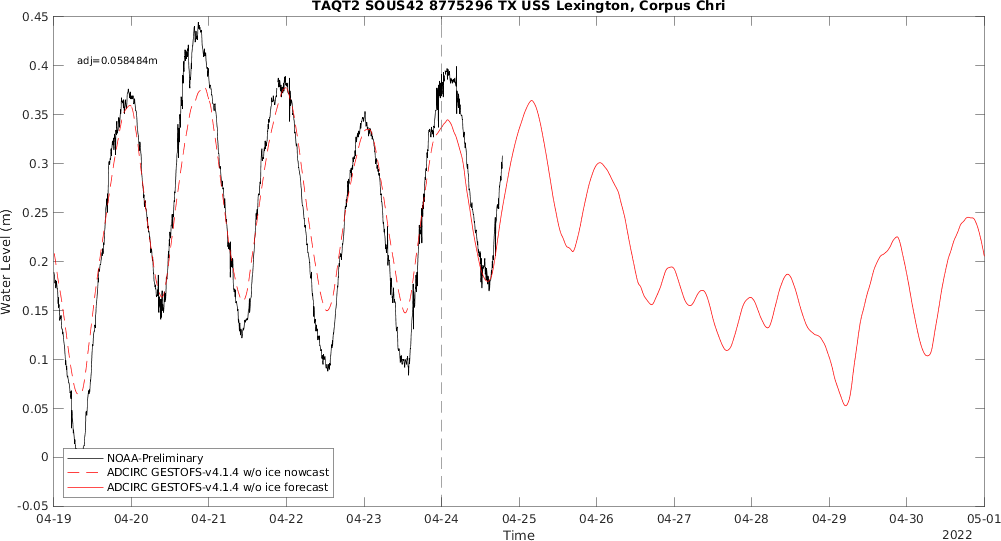 TAQT2 SOUS42 8775296 TX USS Lexington, Corpus Chri
adj=0.058484m
Water Level (m)
0.45
0.4
0.35
0.3
0.25
0.2
0.15
0.1
0.05
0
-0.05
NOAA-Preliminary
ADCIRC GESTOFS-v4.1.4 w/o ice nowcast
ADCIRC GESTOFS-v4.1.4 w/o ice forecast
04-19 04-20 04-21 04-22 04-23 04-24 04-25 04-26 04-27 04-28 04-29 04-30 05-01
Time
2022